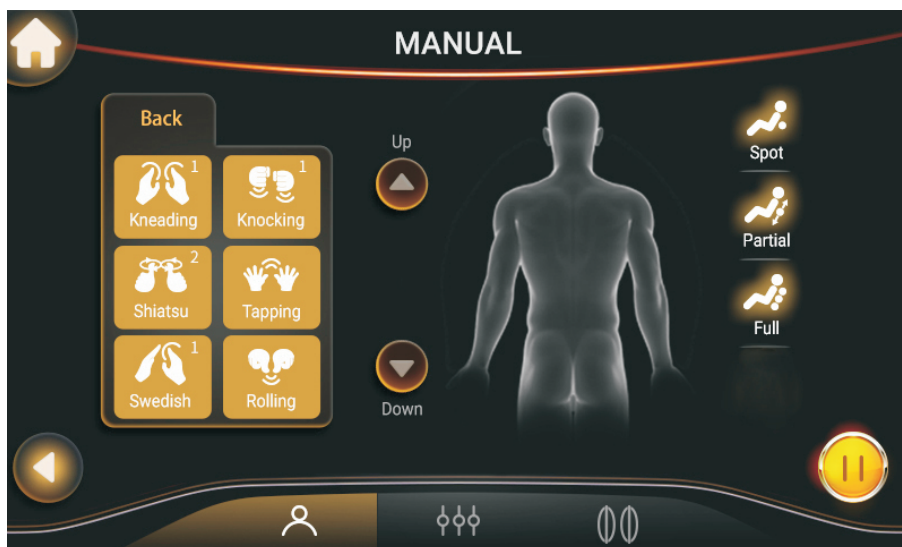 MANUAL
Back
Up
1
Kneading
1
Knocking
Spot
2
Shiatsu
Tapping
Partial
1
Swedish
Rolling
Full
Down